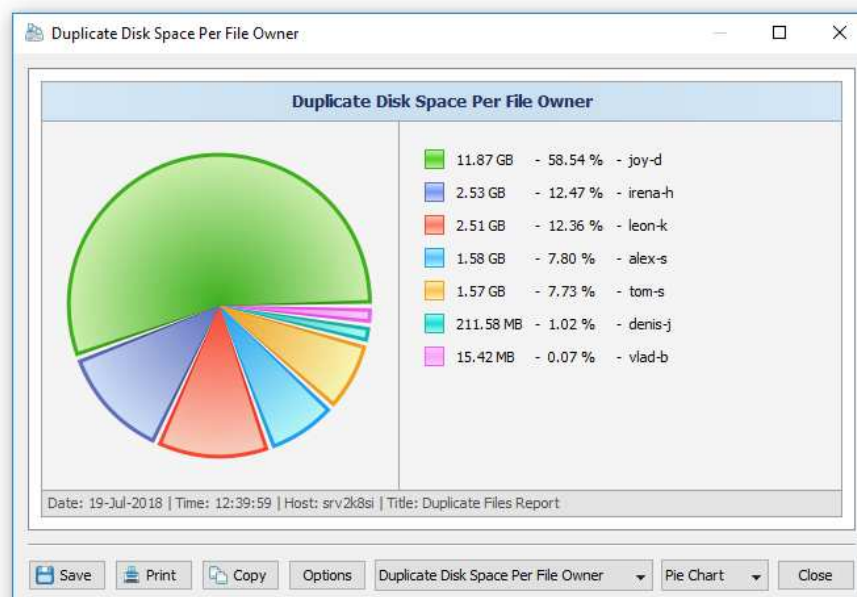 Duplicate Disk Space Per File Owner
Duplicate Disk Space Per File Owner
11.87 GB - 58.54 % - joy-d
2.53 GB - 12.47 % - irena-h
2.51 GB - 12.36 % - leon-k
1.58 GB - 7.80 % - alex-s
1.57 GB - 7.73 % - tom-s
211.58 MB - 1.02 % - denis-j
15.42 MB - 0.07 % - vlad-b
Date: 19-Jul-2018 | Time: 12:39:59 | Host: srv2k8si | Title: Duplicate Files Report
Save Print Copy Options Duplicate Disk Space Per File Owner Pie Chart Close